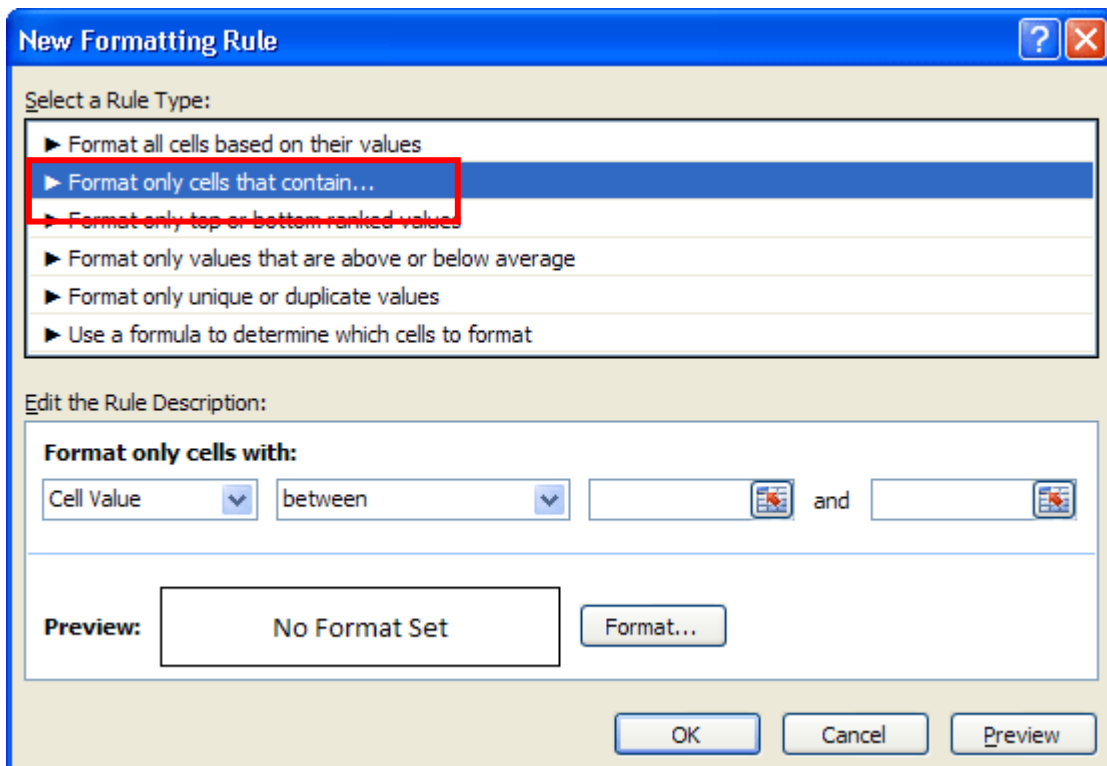 New Formatting Rule
Select a Rule Type:
► Format all cells based on their values
► Format only cells that contain...
► Format only top or bottom ranked values
► Format only values that are above or below average
► Format only unique or duplicate values
► Use a formula to determine which cells to format
Edit the Rule Description:
Format only cells with:
Cell Value between and
Preview: No Format Set Format...
OK Cancel Preview